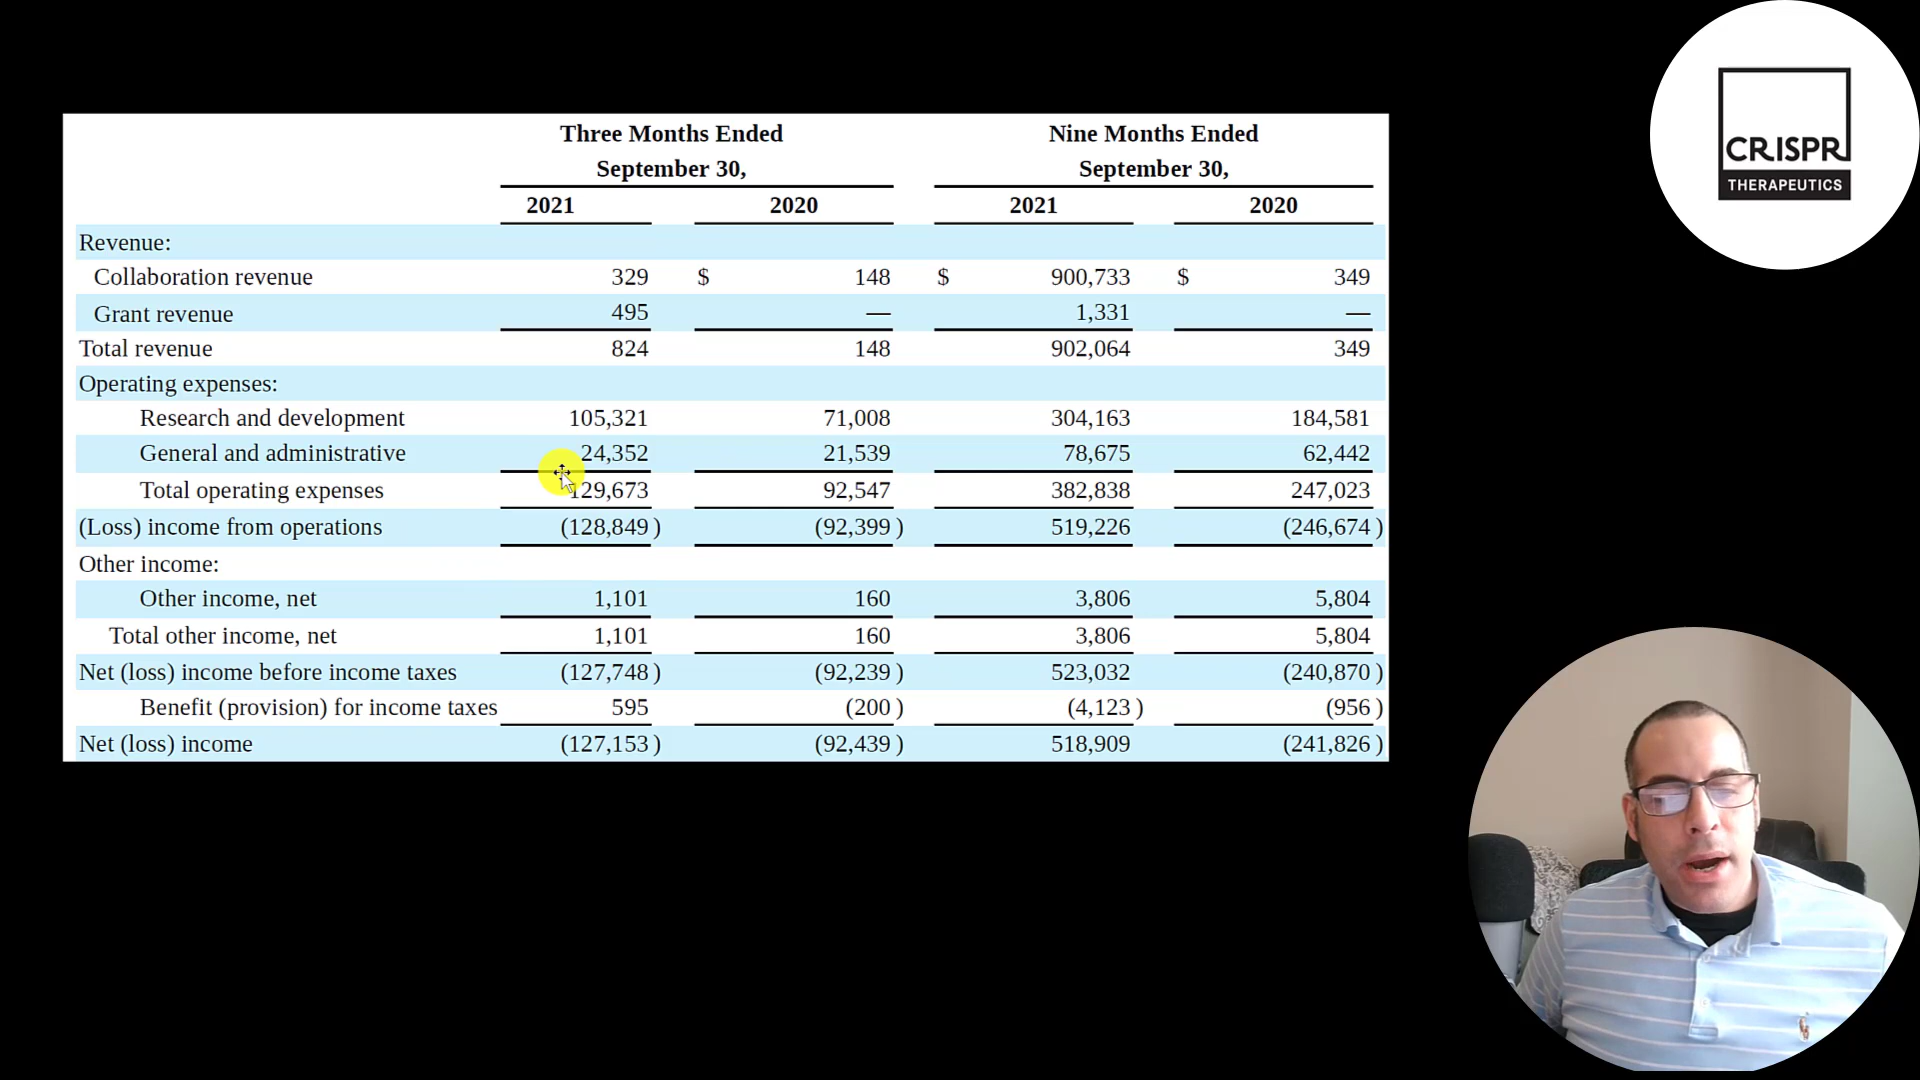 Three Months Ended Nine Months Ended
September 30, September 30,
2021 2020 2021 2020
Revenue:
Collaboration revenue 329 $ 148 $ 900,733 $ 349
Grant revenue 495 — 1,331 —
Total revenue 824 148 902,064 349
Operating expenses:
Research and development 105,321 71,008 304,163 184,581
General and administrative 24,352 21,539 78,675 62,442
Total operating expenses 129,673 92,547 382,838 247,023
(Loss) income from operations (128,849 ) (92,399 ) 519,226 (246,674 )
Other income:
Other income, net 1,101 160 3,806 5,804
Total other income, net 1,101 160 3,806 5,804
Net (loss) income before income taxes (127,748 ) (92,239 ) 523,032 (240,870 )
Benefit (provision) for income taxes 595 (200 ) (4,123 ) (956 )
Net (loss) income (127,153 ) (92,439 ) 518,909 (241,826 )
CRISPR
THERAPEUTICS